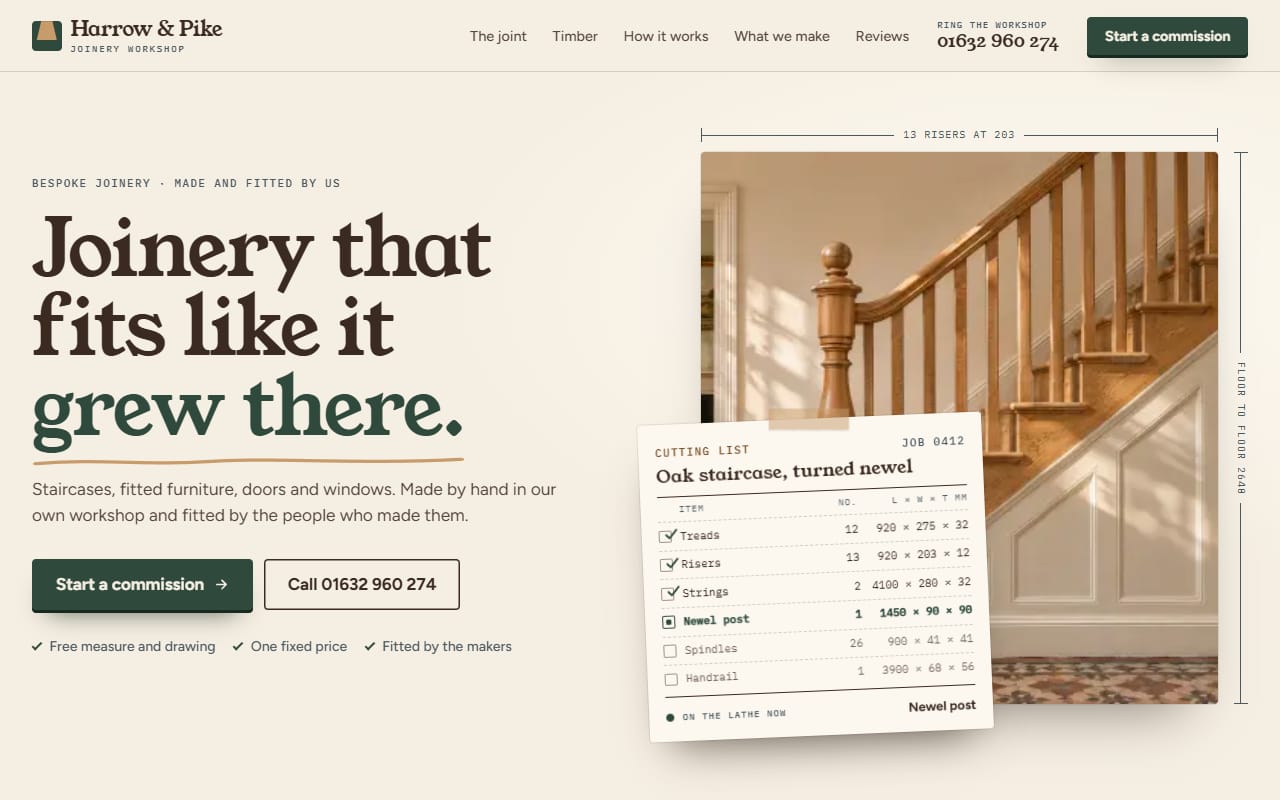 Harrow & Pike
JOINERY WORKSHOP
The joint
Timber
How it works
What we make
Reviews
RING THE WORKSHOP
01632 960 274
Start a commission
13 RISERS AT 203
BESPOKE JOINERY · MADE AND FITTED BY US
Joinery that
fits like it
grew there.
Staircases, fitted furniture, doors and windows. Made by hand in our
own workshop and fitted by the people who made them.
Start a commission →
Call 01632 960 274
Free measure and drawing
One fixed price
Fitted by the makers
FLOOR TO FLOOR 2648
CUTTING LIST
JOB 0412
Oak staircase, turned newel
ITEM NO. L × W × T MM
Treads 12 920 × 275 × 32
Risers 13 920 × 203 × 12
Strings 2 4100 × 280 × 32
Newel post 1 1450 × 90 × 90
Spindles 26 900 × 41 × 41
Handrail 1 3900 × 68 × 56
ON THE LATHE NOW
Newel post